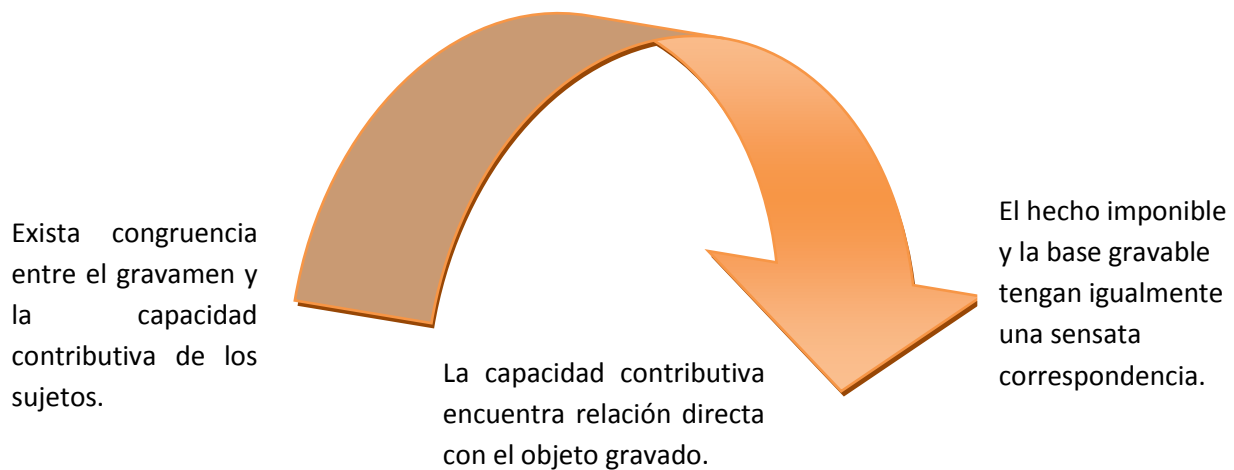 Exista congruencia
entre el gravamen y
la capacidad
contributiva de los
sujetos.
La capacidad contributiva
encuentra relación directa
con el objeto gravado.
El hecho imponible
y la base gravable
tengan igualmente
una sensata
correspondencia.